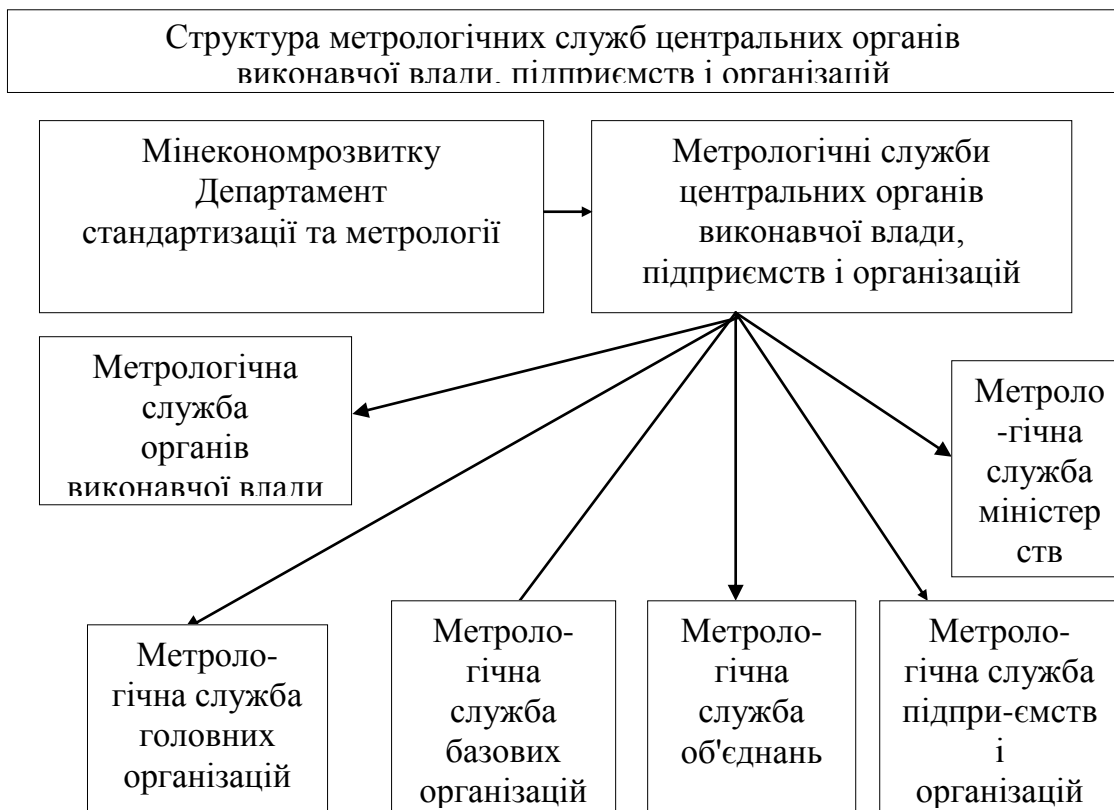 Структура метрологічних служб центральних органів
виконавчої влади, підприємств і організацій
Мінекономрозвитку
Департамент
стандартизації та метрології
Метрологічні служби
центральних органів
виконавчої влади,
підприємств і організацій
Метрологічна
служба
органів
виконавчої влади
Метроло
-гічна
служба
міністер
ств
Метроло-
гічна служба
головних
організацій
Метроло-
гічна
служба
базових
організацій
Метроло-
гічна
служба
об'єднань
Метроло-
гічна служба
підпри-ємств
і
організацій